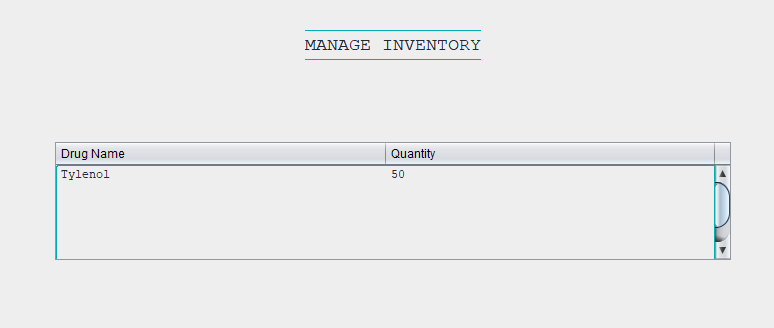 MANAGE INVENTORY
Drug Name Quantity
Tylenol 50